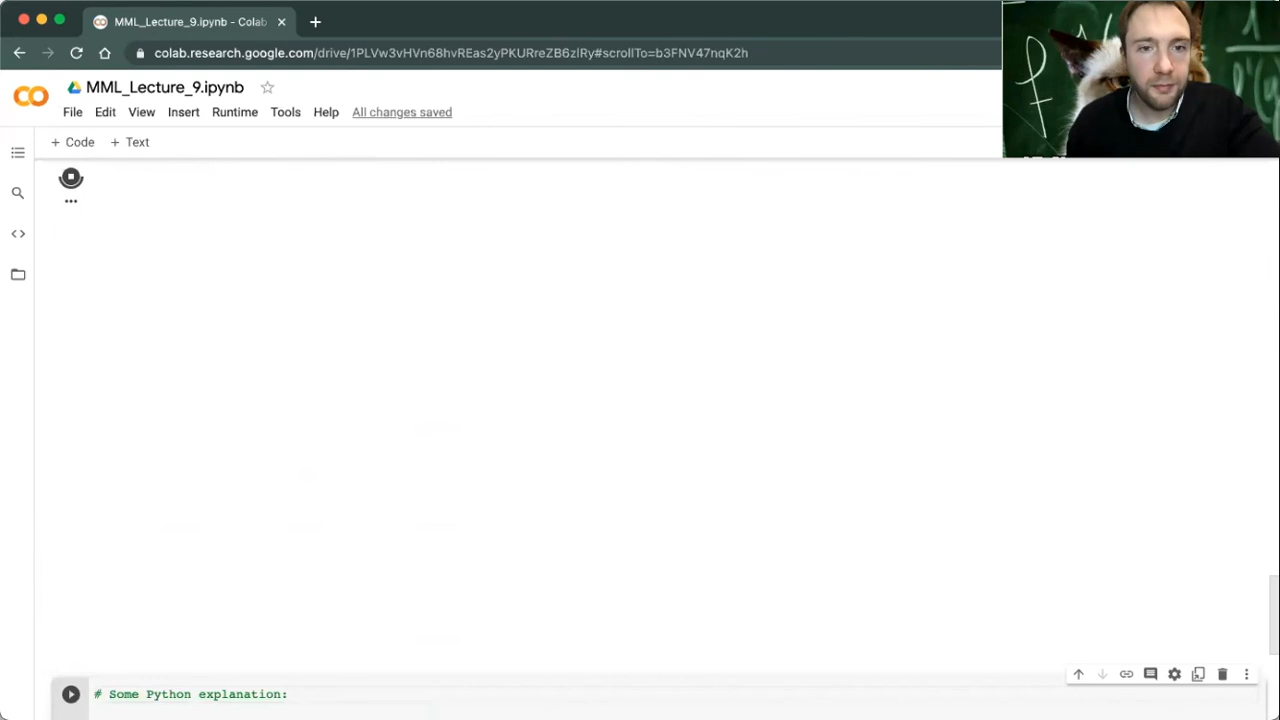 MML_Lecture_9.ipynb - Colab
colab.research.google.com/drive/1PLVw3vHVn68hvREas2yPKURreZB6zlRy#scrollTo=b3FNV47nqK2h
MML_Lecture_9.ipynb
File Edit View Insert Runtime Tools Help All changes saved
+ Code + Text
# Some Python explanation: